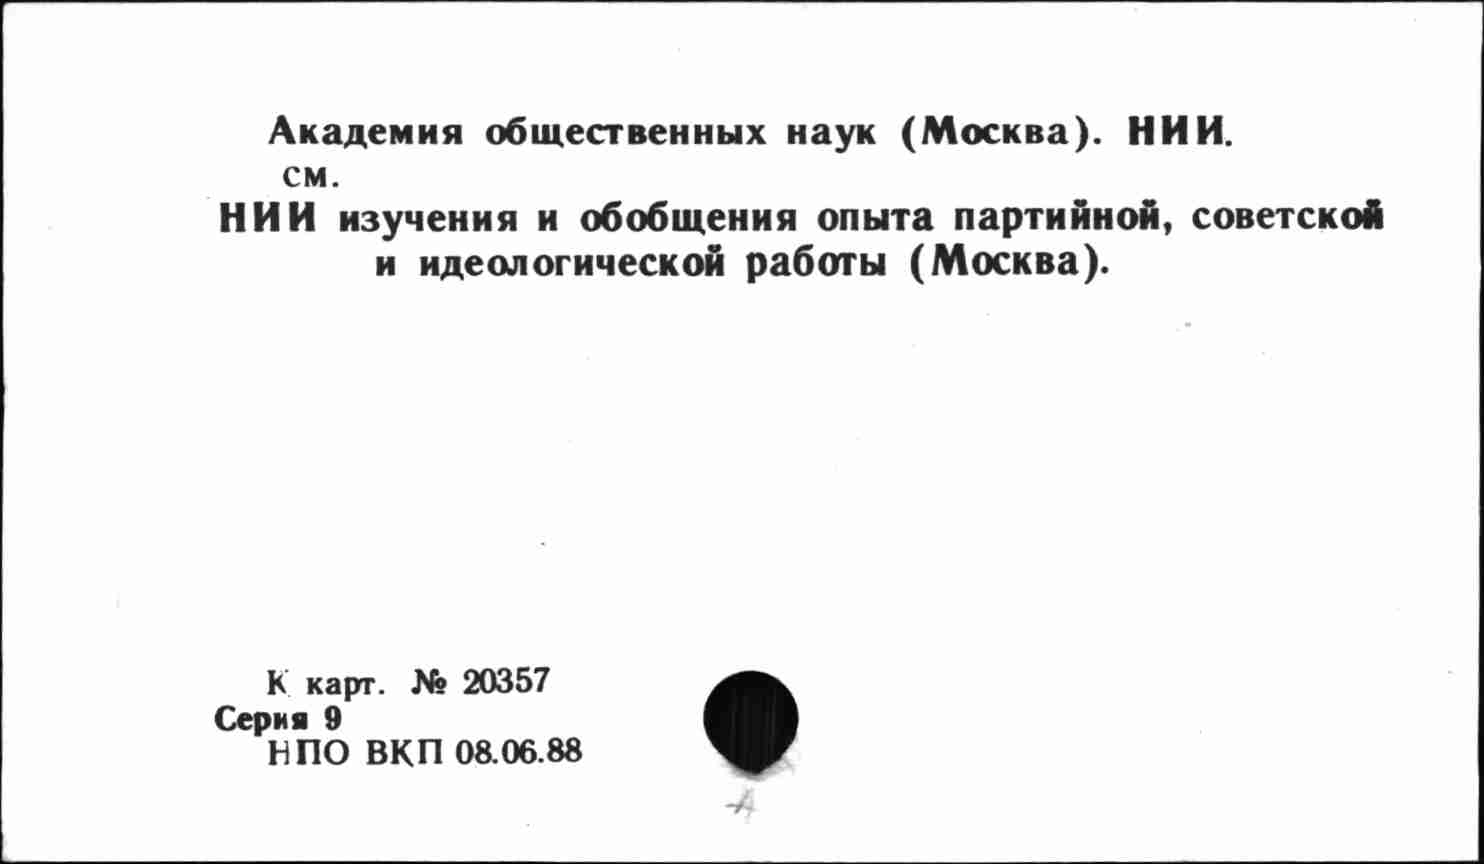 Академия общественных наук (Москва). НИИ.
см.
НИИ изучения и обобщения опыта партийной, советской
и идеологической работы (Москва).
К карт. № 20357
Серия 9
НПО ВКП 08.06.88
А